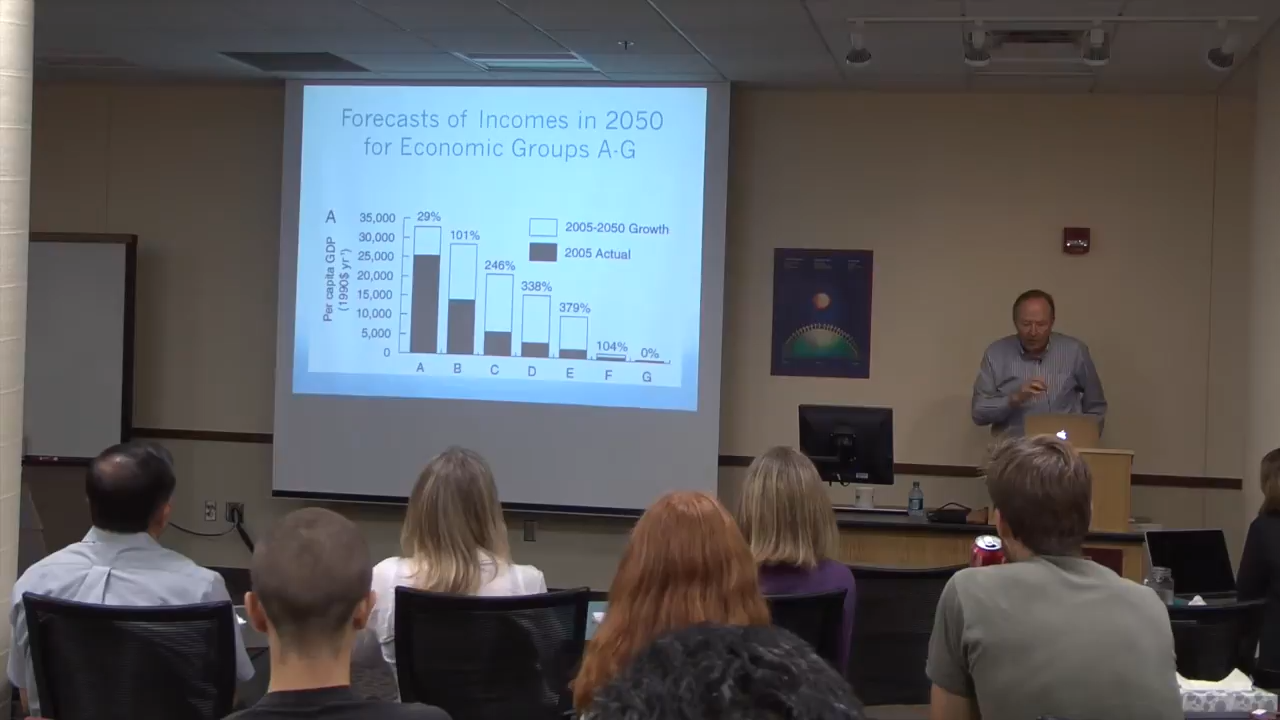 Forecasts of Incomes in 2050
for Economic Groups A-G
A
Per capita GDP
(1990$ yr⁻¹)
35,000
30,000
25,000
20,000
15,000
10,000
5,000
0
29%
101%
246%
338%
379%
104%
0%
2005-2050 Growth
2005 Actual
A B C D E F G